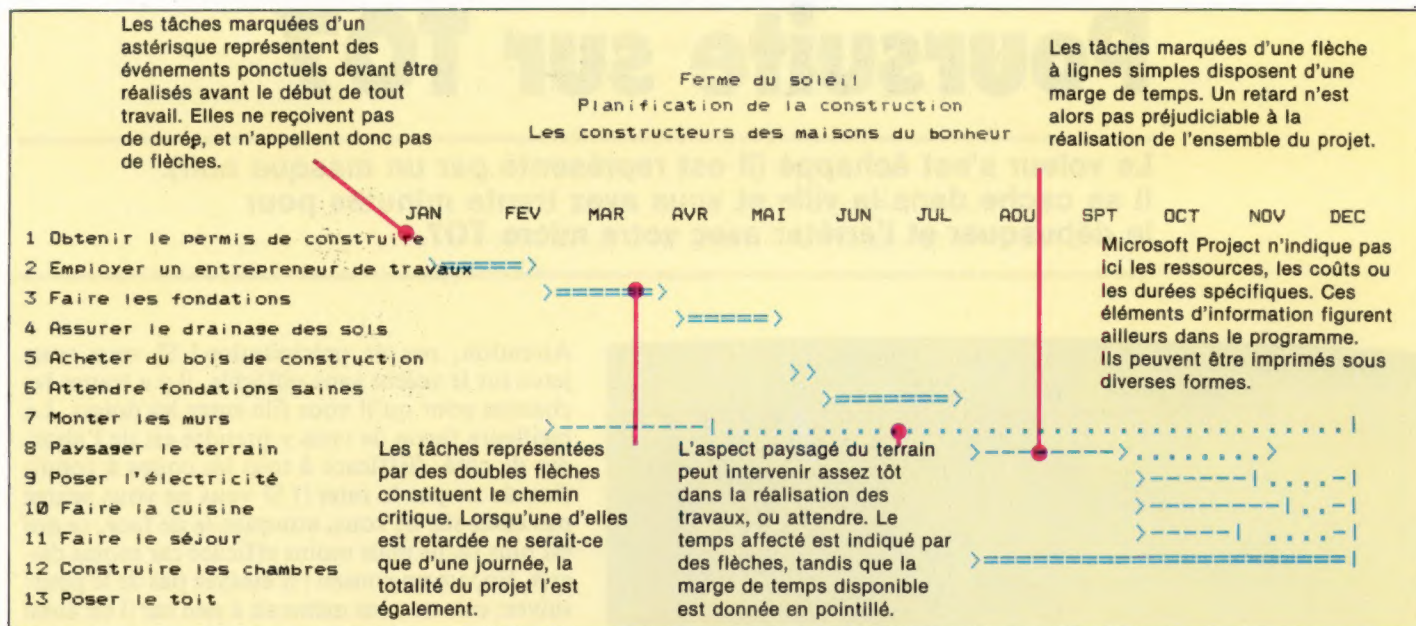 Les tâches marquées d'un
astérisque représentent des
événements ponctuels devant être
réalisés avant le début de tout
travail. Elles ne reçoivent pas
de durée, et n'appellent donc pas
de flèches.
Ferme du soleil
Planification de la construction
Les constructeurs des maisons du bonheur
Les tâches marquées d'une flèche
à lignes simples disposent d'une
marge de temps. Un retard n'est
alors pas préjudiciable à la
réalisation de l'ensemble du projet.
JAN FEV MAR AVR MAI JUN JUL AOU SPT OCT NOV DEC
1 Obtenir le permis de construire
2 Employer un entrepreneur de travaux
3 Faire les fondations
4 Assurer le drainage des sols
5 Acheter du bois de construction
6 Attendre fondations saines
7 Monter les murs
8 Paysager le terrain
9 Poser l'électricité
10 Faire la cuisine
11 Faire le séjour
12 Construire les chambres
13 Poser le toit
Microsoft Project n'indique pas
ici les ressources, les coûts ou
les durées spécifiques. Ces
éléments d'information figurent
ailleurs dans le programme.
Ils peuvent être imprimés sous
diverses formes.
Les tâches représentées
par des doubles flèches
constituent le chemin
critique. Lorsqu'une d'elles
est retardée ne serait-ce
que d'une journée, la
totalité du projet l'est
également.
L'aspect paysagé du terrain
peut intervenir assez tôt
dans la réalisation des
travaux, ou attendre. Le
temps affecté est indiqué par
des flèches, tandis que la
marge de temps disponible
est donnée en pointillé.